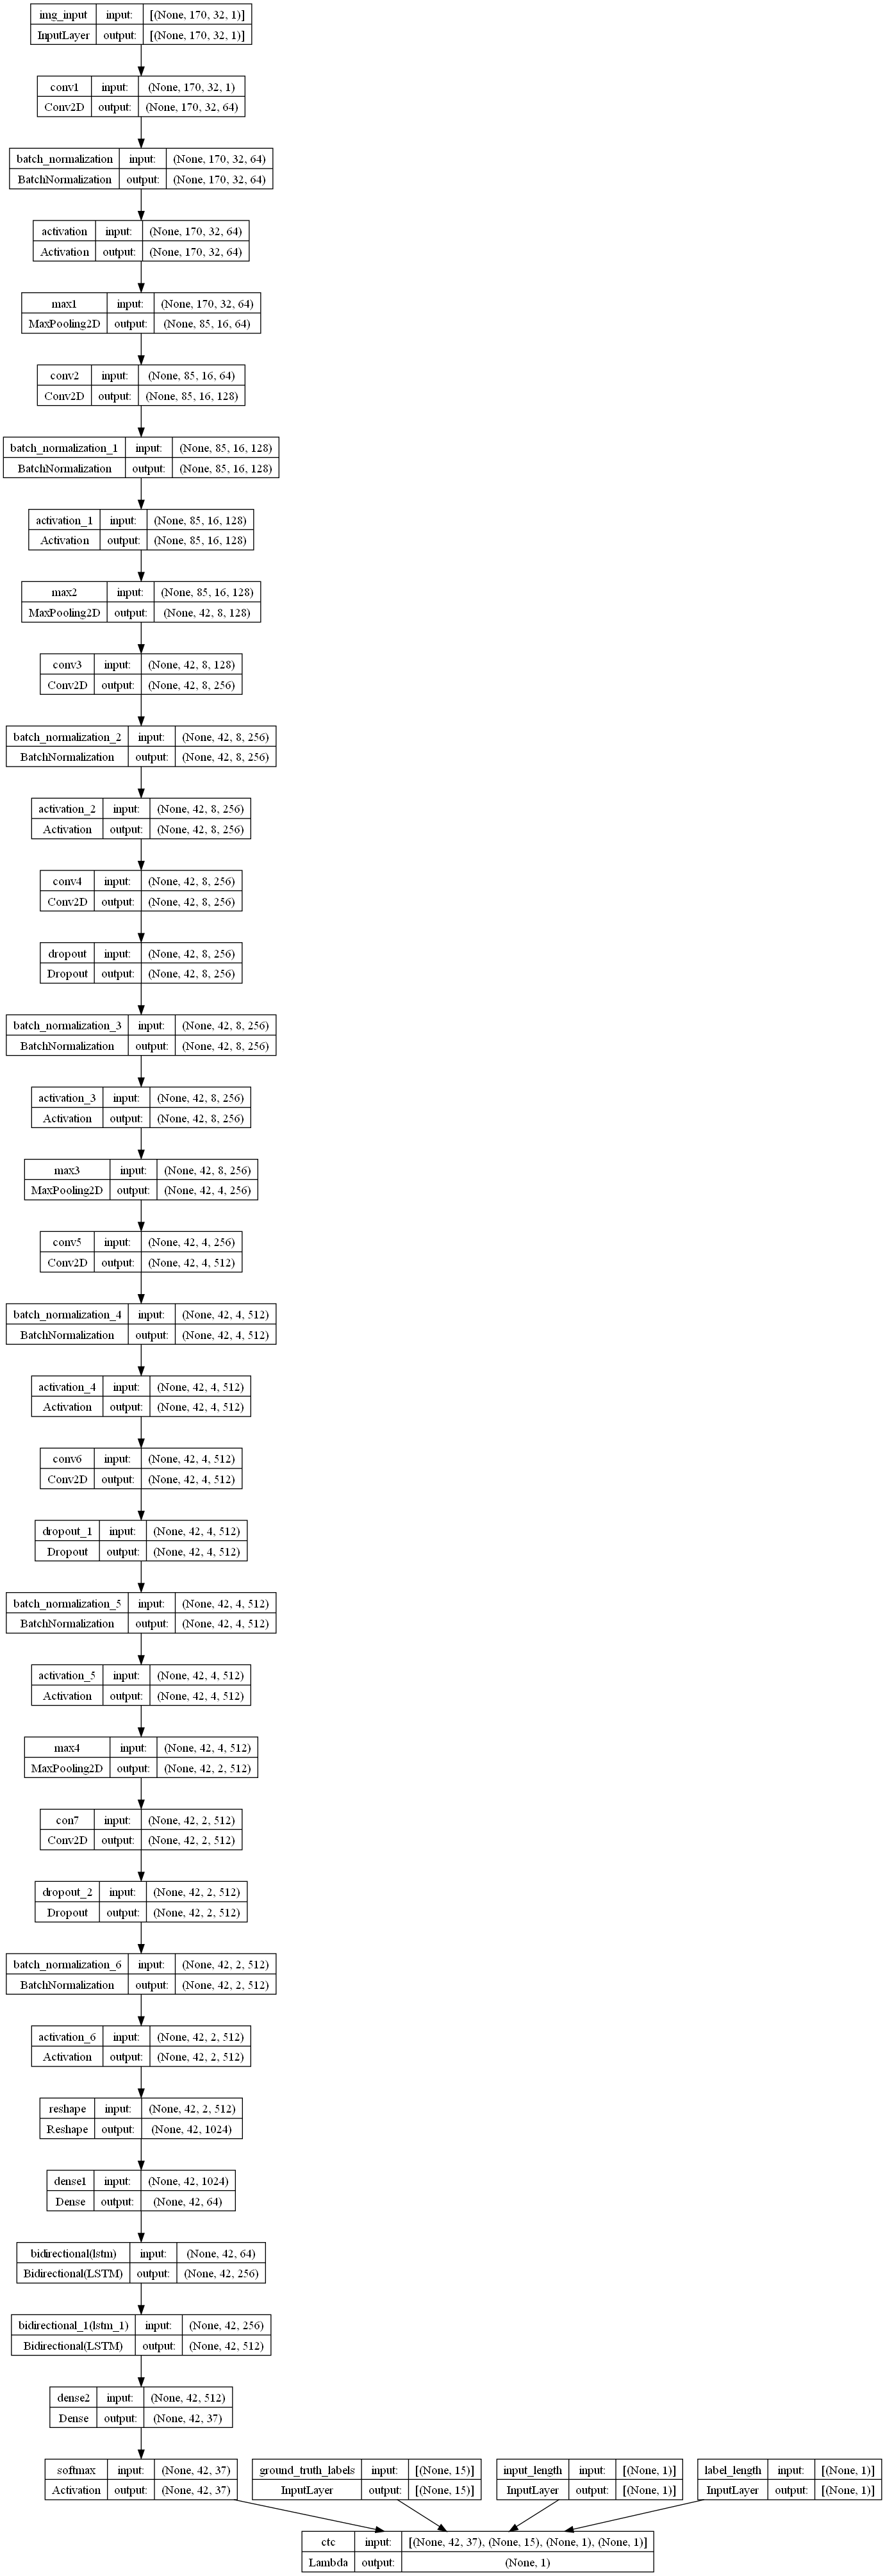 img_input input: [(None, 170, 32, 1)]
InputLayer output: [(None, 170, 32, 1)]
conv1 input: (None, 170, 32, 1)
Conv2D output: (None, 170, 32, 64)
batch_normalization input: (None, 170, 32, 64)
BatchNormalization output: (None, 170, 32, 64)
activation input: (None, 170, 32, 64)
Activation output: (None, 170, 32, 64)
max1 input: (None, 170, 32, 64)
MaxPooling2D output: (None, 85, 16, 64)
conv2 input: (None, 85, 16, 64)
Conv2D output: (None, 85, 16, 128)
batch_normalization_1 input: (None, 85, 16, 128)
BatchNormalization output: (None, 85, 16, 128)
activation_1 input: (None, 85, 16, 128)
Activation output: (None, 85, 16, 128)
max2 input: (None, 85, 16, 128)
MaxPooling2D output: (None, 42, 8, 128)
conv3 input: (None, 42, 8, 128)
Conv2D output: (None, 42, 8, 256)
batch_normalization_2 input: (None, 42, 8, 256)
BatchNormalization output: (None, 42, 8, 256)
activation_2 input: (None, 42, 8, 256)
Activation output: (None, 42, 8, 256)
conv4 input: (None, 42, 8, 256)
Conv2D output: (None, 42, 8, 256)
dropout input: (None, 42, 8, 256)
Dropout output: (None, 42, 8, 256)
batch_normalization_3 input: (None, 42, 8, 256)
BatchNormalization output: (None, 42, 8, 256)
activation_3 input: (None, 42, 8, 256)
Activation output: (None, 42, 8, 256)
max3 input: (None, 42, 8, 256)
MaxPooling2D output: (None, 42, 4, 256)
conv5 input: (None, 42, 4, 256)
Conv2D output: (None, 42, 4, 512)
batch_normalization_4 input: (None, 42, 4, 512)
BatchNormalization output: (None, 42, 4, 512)
activation_4 input: (None, 42, 4, 512)
Activation output: (None, 42, 4, 512)
conv6 input: (None, 42, 4, 512)
Conv2D output: (None, 42, 4, 512)
dropout_1 input: (None, 42, 4, 512)
Dropout output: (None, 42, 4, 512)
batch_normalization_5 input: (None, 42, 4, 512)
BatchNormalization output: (None, 42, 4, 512)
activation_5 input: (None, 42, 4, 512)
Activation output: (None, 42, 4, 512)
max4 input: (None, 42, 4, 512)
MaxPooling2D output: (None, 42, 2, 512)
con7 input: (None, 42, 2, 512)
Conv2D output: (None, 42, 2, 512)
dropout_2 input: (None, 42, 2, 512)
Dropout output: (None, 42, 2, 512)
batch_normalization_6 input: (None, 42, 2, 512)
BatchNormalization output: (None, 42, 2, 512)
activation_6 input: (None, 42, 2, 512)
Activation output: (None, 42, 2, 512)
reshape input: (None, 42, 2, 512)
Reshape output: (None, 42, 1024)
dense1 input: (None, 42, 1024)
Dense output: (None, 42, 64)
bidirectional(lstm) input: (None, 42, 64)
Bidirectional(LSTM) output: (None, 42, 256)
bidirectional_1(lstm_1) input: (None, 42, 256)
Bidirectional(LSTM) output: (None, 42, 512)
dense2 input: (None, 42, 512)
Dense output: (None, 42, 37)
softmax input: (None, 42, 37) ground_truth_labels input: [(None, 15)] input_length input: [(None, 1)] label_length input: [(None, 1)]
Activation output: (None, 42, 37) InputLayer output: [(None, 15)] InputLayer output: [(None, 1)] InputLayer output: [(None, 1)]
ctc input: [(None, 42, 37), (None, 15), (None, 1), (None, 1)]
Lambda output: (None, 1)